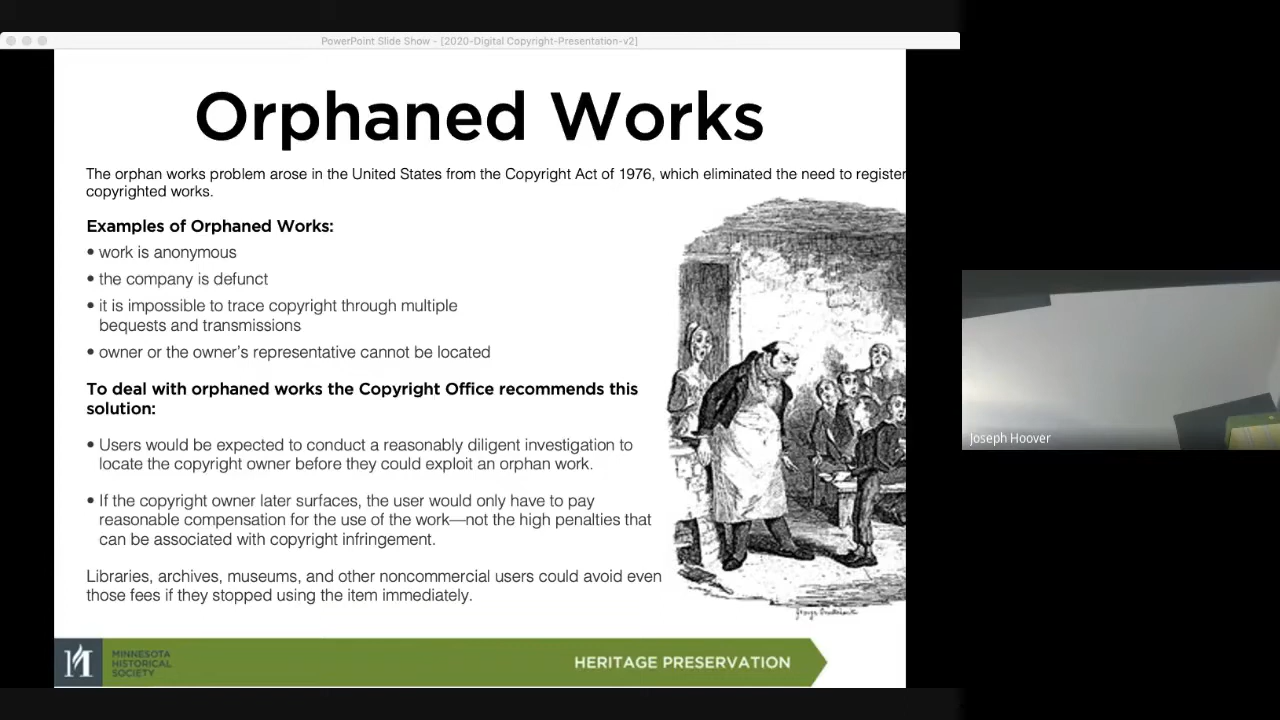 PowerPoint Slide Show - [2020-Digital Copyright-Presentation-v2]
Orphaned Works
The orphan works problem arose in the United States from the Copyright Act of 1976, which eliminated the need to register
copyrighted works.
Examples of Orphaned Works:
• work is anonymous
• the company is defunct
• it is impossible to trace copyright through multiple
bequests and transmissions
• owner or the owner's representative cannot be located
To deal with orphaned works the Copyright Office recommends this
solution:
• Users would be expected to conduct a reasonably diligent investigation to
locate the copyright owner before they could exploit an orphan work.
• If the copyright owner later surfaces, the user would only have to pay
reasonable compensation for the use of the work—not the high penalties that
can be associated with copyright infringement.
Libraries, archives, museums, and other noncommercial users could avoid even
those fees if they stopped using the item immediately.
MINNESOTA
HISTORICAL
SOCIETY
HERITAGE PRESERVATION
Joseph Hoover